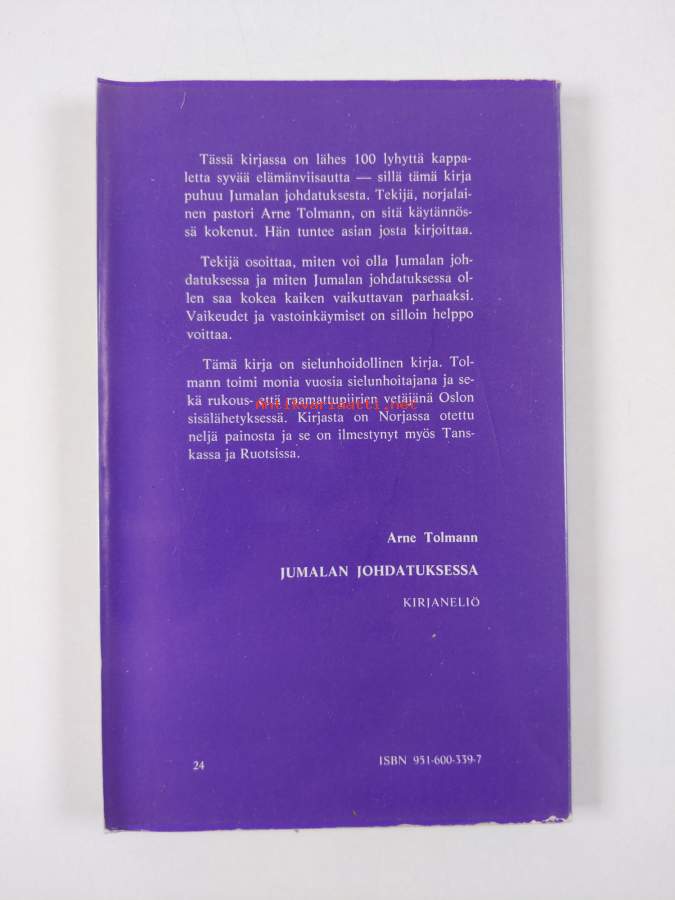 Tässä kirjassa on lähes 100 lyhyttä kappa-
letta syvää elämänviisautta — sillä tämä kirja
puhuu Jumalan johdatuksesta. Tekijä, norjalai-
nen pastori Arne Tolmann, on sitä käytännös-
sä kokenut. Hän tuntee asian josta kirjoittaa.
Tekijä osoittaa, miten voi olla Jumalan joh-
datuksessa ja miten Jumalan johdatuksessa ol-
len saa kokea kaiken vaikuttavan parhaaksi.
Vaikeudet ja vastoinkäymiset on silloin helppo
voittaa.
Tämä kirja on sielunhoidollinen kirja. Tol-
mann toimi monia vuosia sielunhoitajana ja se-
kä rukous- että raamattupiirien vetäjänä Oslon
Antikvariaatti.net
sisälähetyksessä. Kirjasta on Norjassa otettu
neljä painosta ja se on ilmestynyt myös Tans-
kassa ja Ruotsissa.
Arne Tolmann
JUMALAN JOHDATUKSESSA
KIRJANELIÖ
24
ISBN 951-600-339-7